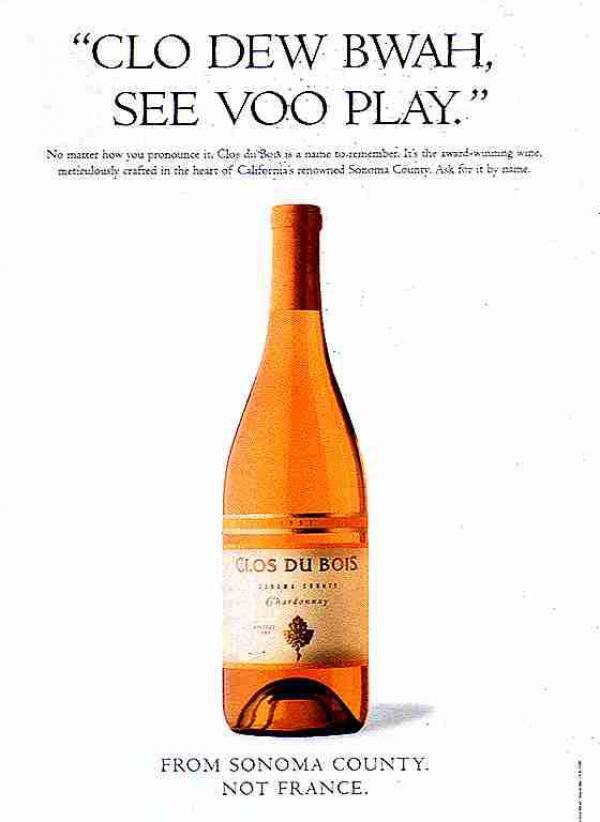 “CLO DEW BWAH,
SEE VOO PLAY.”
No matter how you pronounce it, Clos du Bois is a name to remember. It's the award-winning wine,
meticulously crafted in the heart of California's renowned Sonoma County. Ask for it by name.
CLOS DU BOIS
SONOMA COUNTY
Chardonnay
FROM SONOMA COUNTY.
NOT FRANCE.